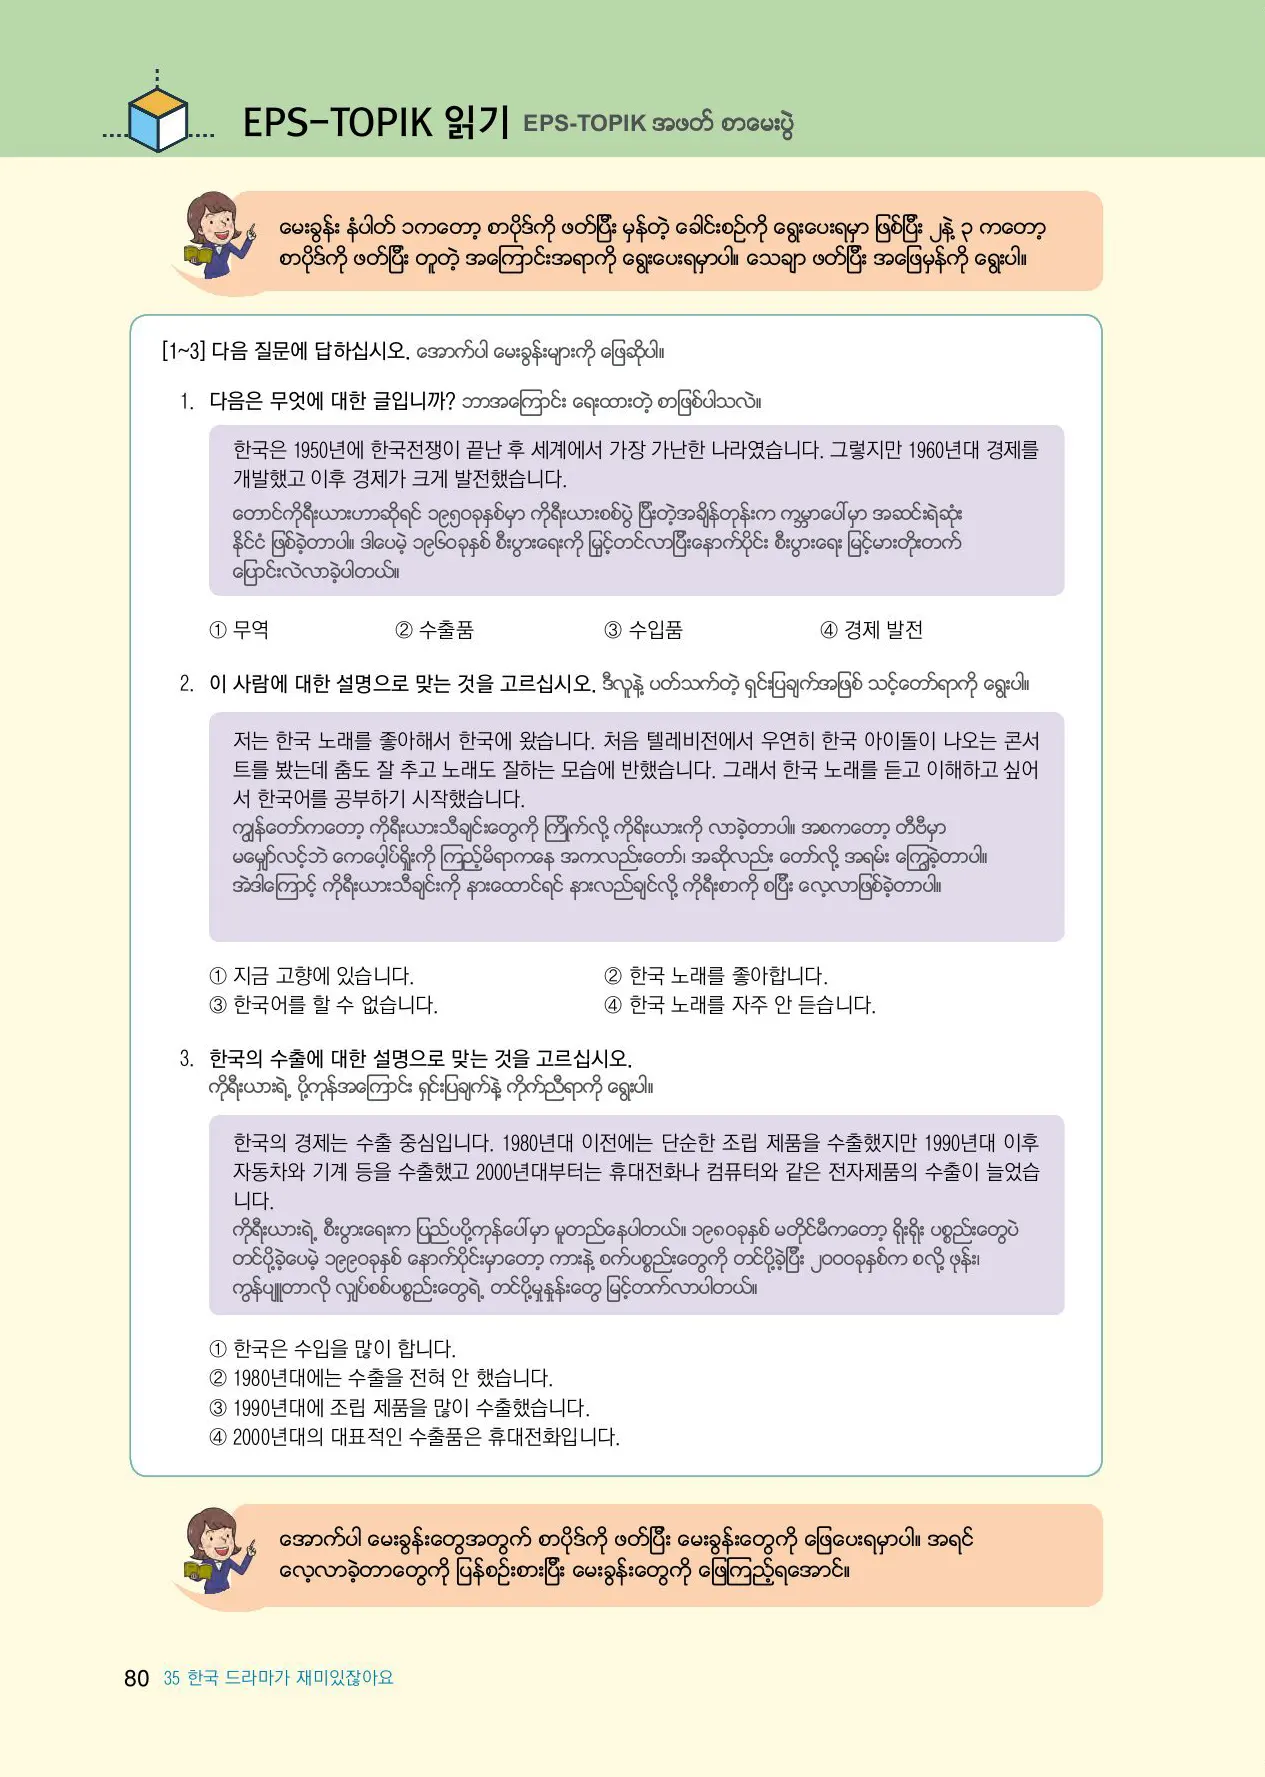 EPS-TOPIK 읽기 EPS-TOPIK အဖတ် စာမေးပွဲ
မေးခွန်း နံပါတ် ၁ကတော့ စာပိုဒ်ကို ဖတ်ပြီး မှန်တဲ့ ခေါင်းစဉ်ကို ရွေးပေးရမှာ ဖြစ်ပြီး ၂နဲ့ ၃ ကတော့
စာပိုဒ်ကို ဖတ်ပြီး တူတဲ့ အကြောင်းအရာကို ရွေးပေးရမှာပါ။ သေချာ ဖတ်ပြီး အဖြေမှန်ကို ရွေးပါ။
[1~3] 다음 질문에 답하십시오. အောက်ပါ မေးခွန်းများကို ဖြေဆိုပါ။
1. 다음은 무엇에 대한 글입니까? ဘာအကြောင်း ရေးထားတဲ့ စာဖြစ်ပါသလဲ။
한국은 1950년에 한국전쟁이 끝난 후 세계에서 가장 가난한 나라였습니다. 그렇지만 1960년대 경제를
개발했고 이후 경제가 크게 발전했습니다.
တောင်ကိုရီးယားဟာဆိုရင် ၁၉၅၀ခုနှစ်မှာ ကိုရီးယားစစ်ပွဲ ပြီးတဲ့အချိန်တုန်းက ကမ္ဘာပေါ်မှာ အဆင်းရဲဆုံး
နိုင်ငံ ဖြစ်ခဲ့တာပါ။ ဒါပေမဲ့ ၁၉၆၀ခုနှစ် စီးပွားရေးကို မြှင့်တင်လာပြီးနောက်ပိုင်း စီးပွားရေး မြင့်မားတိုးတက်
ပြောင်းလဲလာခဲ့ပါတယ်။
① 무역 ② 수출품 ③ 수입품 ④ 경제 발전
2. 이 사람에 대한 설명으로 맞는 것을 고르십시오. ဒီလူနဲ့ ပတ်သက်တဲ့ ရှင်းပြချက်အဖြစ် သင့်တော်ရာကို ရွေးပါ။
저는 한국 노래를 좋아해서 한국에 왔습니다. 처음 텔레비전에서 우연히 한국 아이돌이 나오는 콘서
트를 봤는데 춤도 잘 추고 노래도 잘하는 모습에 반했습니다. 그래서 한국 노래를 듣고 이해하고 싶어
서 한국어를 공부하기 시작했습니다.
ကျွန်တော်ကတော့ ကိုရီးယားသီချင်းတွေကို ကြိုက်လို့ ကိုရိုးယားကို လာခဲ့တာပါ။ အစကတော့ တီဗီမှာ
မမျှော်လင့်ဘဲ ကေပေါ့ပ်ရှိုးကို ကြည့်မိရာကနေ အကလည်းတော်၊ အဆိုလည်း တော်လို့ အရမ်း ကြွေခဲ့တာပါ။
အဲဒါကြောင့် ကိုရီးယားသီချင်းကို နားထောင်ရင် နားလည်ချင်လို့ ကိုရီးစာကို စပြီး လေ့လာဖြစ်ခဲ့တာပါ။
① 지금 고향에 있습니다. ② 한국 노래를 좋아합니다.
③ 한국어를 할 수 없습니다. ④ 한국 노래를 자주 안 듣습니다.
3. 한국의 수출에 대한 설명으로 맞는 것을 고르십시오.
ကိုရီးယားရဲ့ ပို့ကုန်အကြောင်း ရှင်းပြချက်နဲ့ ကိုက်ညီရာကို ရွေးပါ။
한국의 경제는 수출 중심입니다. 1980년대 이전에는 단순한 조립 제품을 수출했지만 1990년대 이후
자동차와 기계 등을 수출했고 2000년대부터는 휴대전화나 컴퓨터와 같은 전자제품의 수출이 늘었습
니다.
ကိုရီးယားရဲ့ စီးပွားရေးက ပြည်ပပို့ကုန်ပေါ်မှာ မူတည်နေပါတယ်။ ၁၉၈၀ခုနှစ် မတိုင်မီကတော့ ရိုးရိုး ပစ္စည်းတွေပဲ
တင်ပို့ခဲ့ပေမဲ့ ၁၉၉၀ခုနှစ် နောက်ပိုင်းမှာတော့ ကားနဲ့ စက်ပစ္စည်းတွေကို တင်ပို့ခဲ့ပြီး ၂၀၀၀ခုနှစ်က စလို့ ဖုန်း၊
ကွန်ပျူတာလို လျှပ်စစ်ပစ္စည်းတွေရဲ့ တင်ပို့မှုနှုန်းတွေ မြင့်တက်လာပါတယ်။
① 한국은 수입을 많이 합니다.
② 1980년대에는 수출을 전혀 안 했습니다.
③ 1990년대에 조립 제품을 많이 수출했습니다.
④ 2000년대의 대표적인 수출품은 휴대전화입니다.
အောက်ပါ မေးခွန်းတွေအတွက် စာပိုဒ်ကို ဖတ်ပြီး မေးခွန်းတွေကို ဖြေပေးရမှာပါ။ အရင်
လေ့လာခဲ့တာတွေကို ပြန်စဉ်းစားပြီး မေးခွန်းတွေကို ဖြေကြည့်ရအောင်။
80 35 한국 드라마가 재미있잖아요